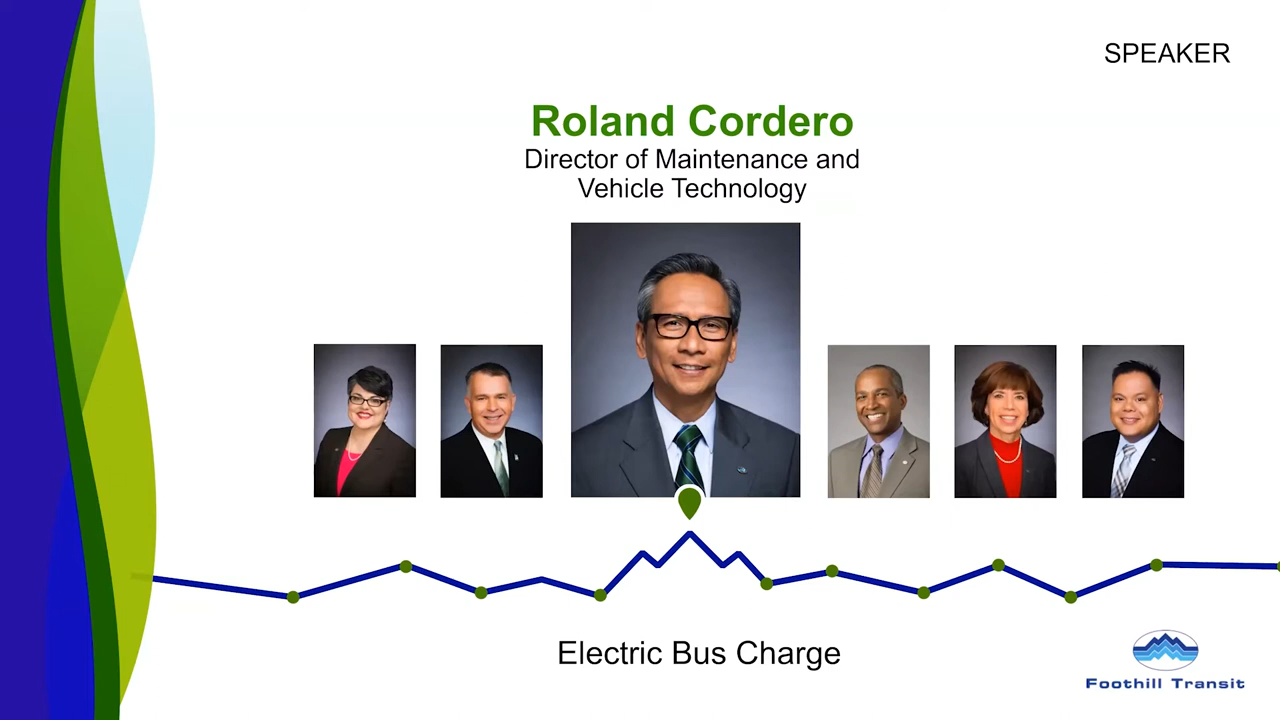 SPEAKER
Roland Cordero
Director of Maintenance and
Vehicle Technology
Electric Bus Charge
Foothill Transit